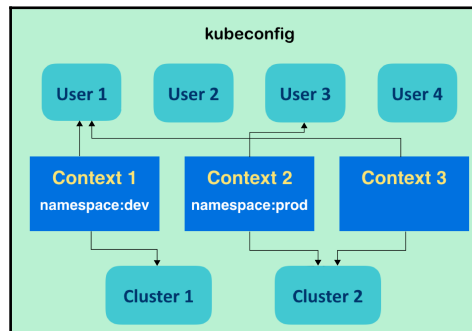 kubeconfig
User 1
User 2
User 3
User 4
Context 1
namespace:dev
Context 2
namespace:prod
Context 3
Cluster 1
Cluster 2